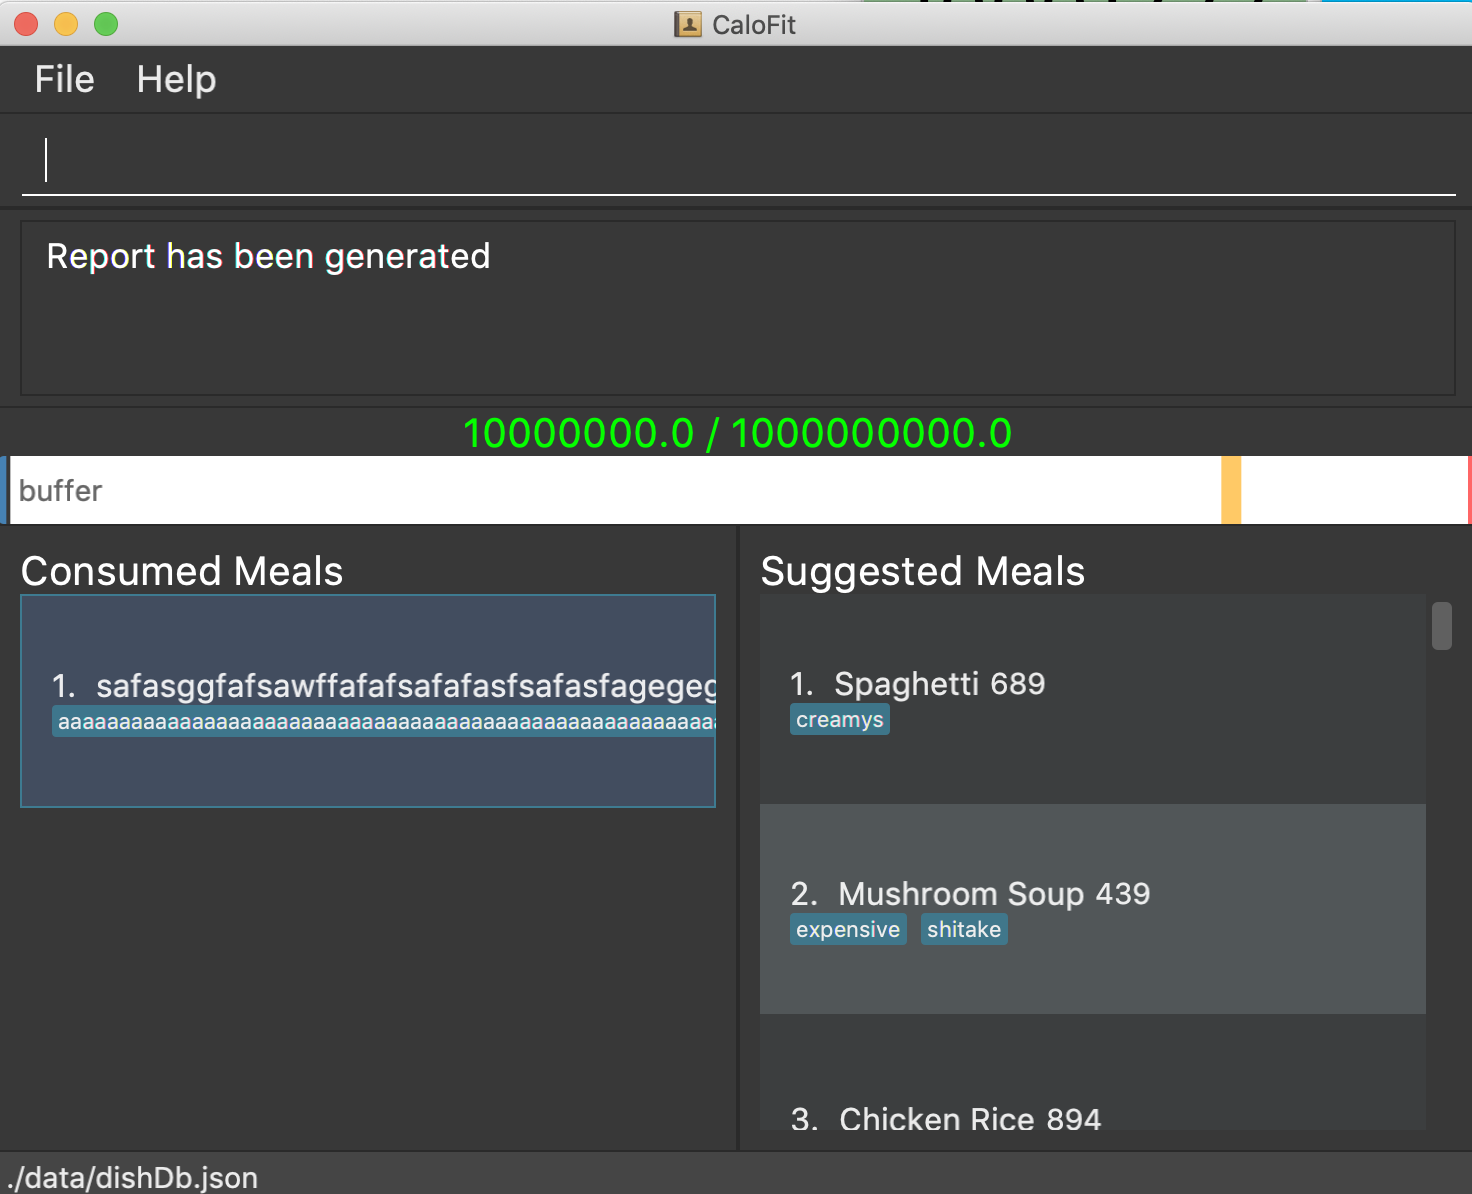 CaloFit
File Help
Report has been generated
10000000.0 / 1000000000.0
buffer
Consumed Meals
1. safasggfafsawffafafsafafasfsafasfagegeg
Suggested Meals
1. Spaghetti 689
creamys
2. Mushroom Soup 439
expensive shitake
3. Chicken Rice 894
./data/dishDb.json